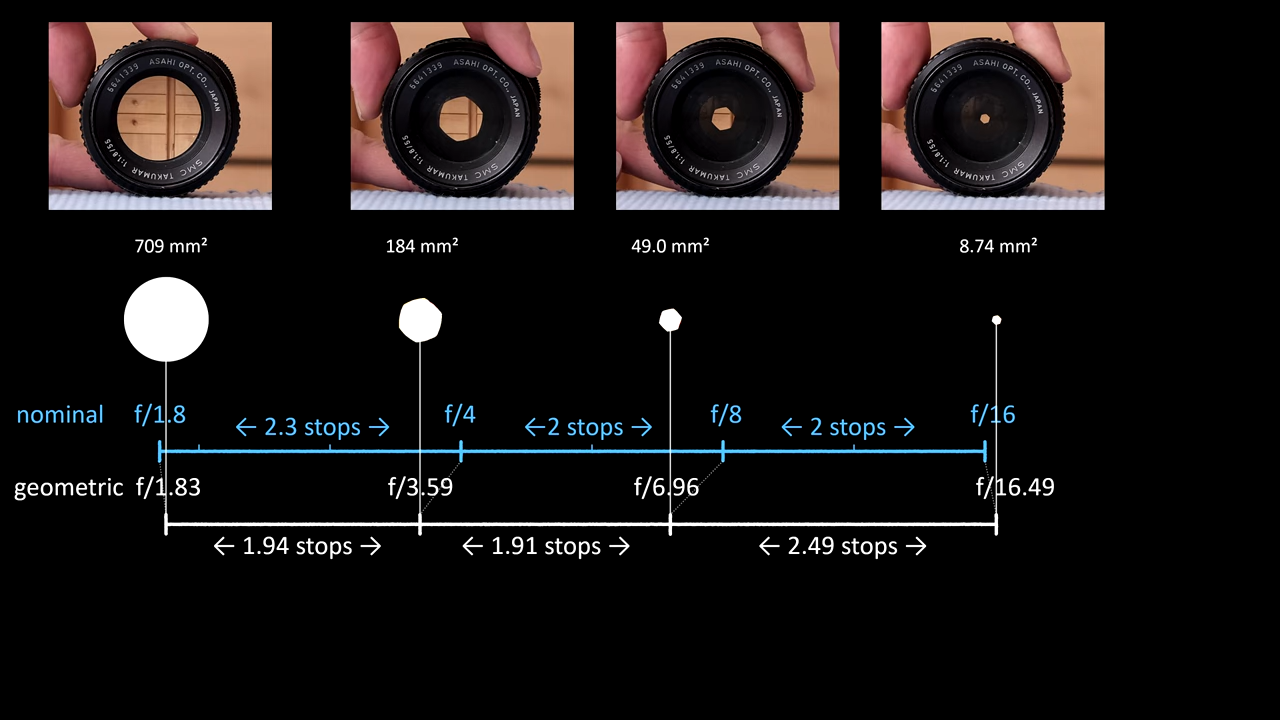 5641339 ASAHI OPT. CO., JAPAN
SMC TAKUMAR 1:1.8/55
5641339 ASAHI OPT. CO., JAPAN
SMC TAKUMAR 1:1.8/55
5641339 ASAHI OPT. CO., JAPAN
SMC TAKUMAR 1:1.8/55
5641339 ASAHI OPT. CO., JAPAN
SMC TAKUMAR 1:1.8/55
709 mm² 184 mm² 49.0 mm² 8.74 mm²
nominal f/1.8 ← 2.3 stops → f/4 ←2 stops → f/8 ← 2 stops → f/16
geometric f/1.83 f/3.59 f/6.96 f/16.49
← 1.94 stops → ← 1.91 stops → ← 2.49 stops →